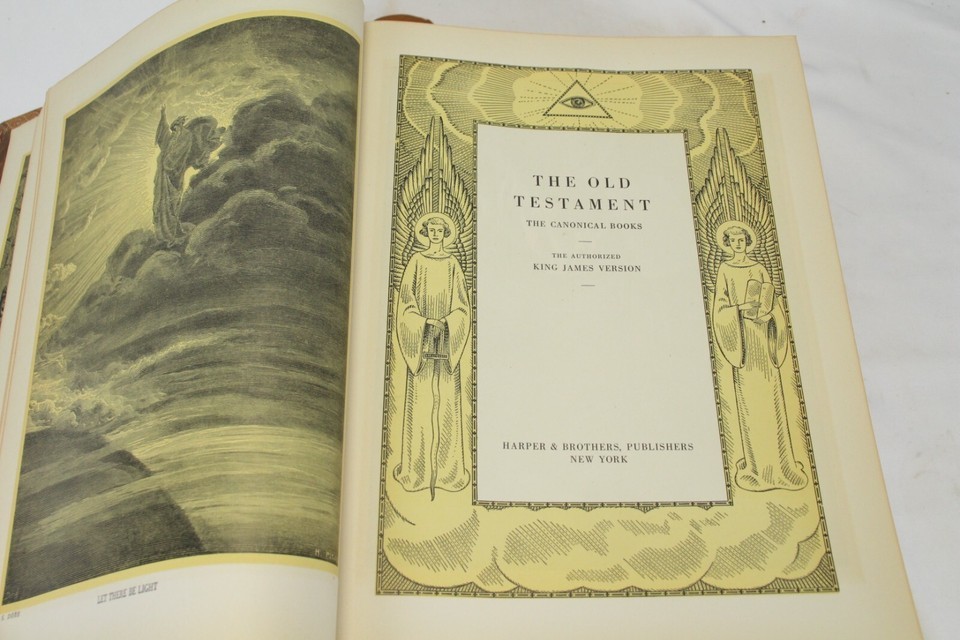 LET THERE BE LIGHT
THE OLD
TESTAMENT
THE CANONICAL BOOKS
THE AUTHORIZED
KING JAMES VERSION
HARPER & BROTHERS, PUBLISHERS
NEW YORK